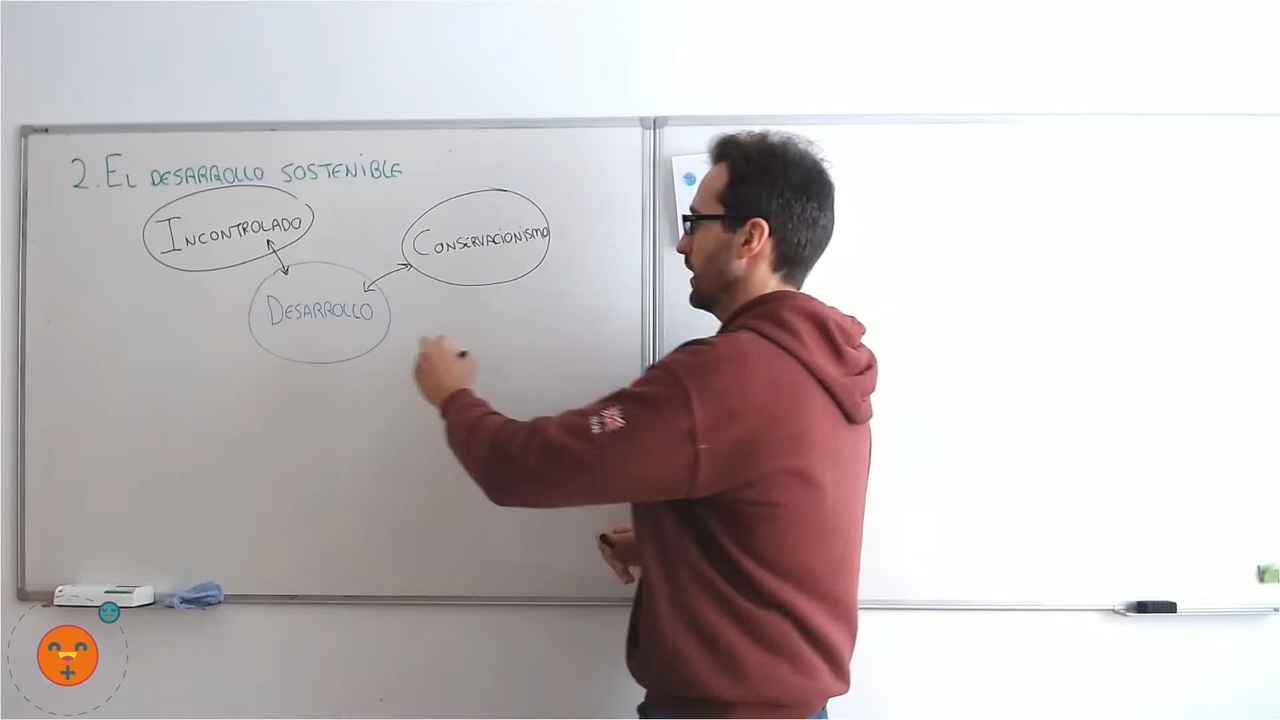 2. EL DESARROLLO SOSTENIBLE
INCONTROLADO
CONSERVACIONISMO
DESARROLLO